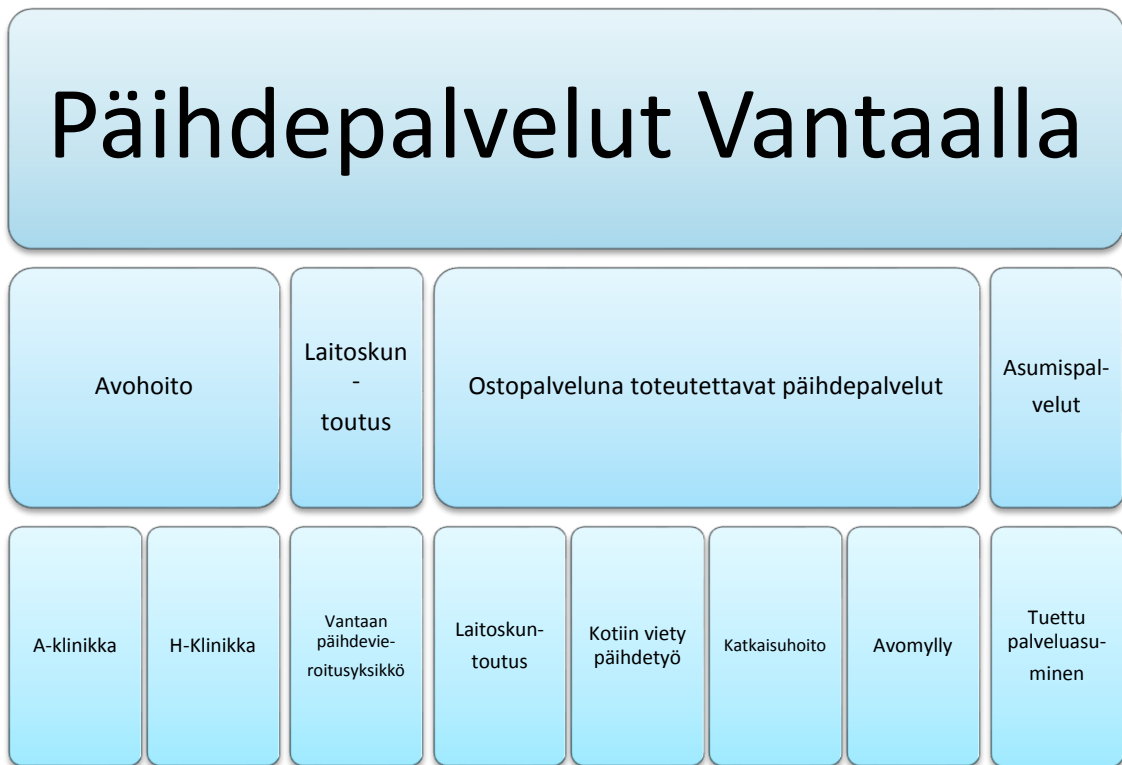 Päihdepalvelut Vantaalla
Avohoito
Laitoskun
-
toutus
Ostopalveluna toteutettavat päihdepalvelut
Asumispal-
velut
A-klinikka
H-Klinikka
Vantaan
päihdevie-
roitusyksikkö
Laitoskun-
toutus
Kotiin viety
päihdetyö
Katkaisuhoito
Avomylly
Tuettu
palveluasu-
minen